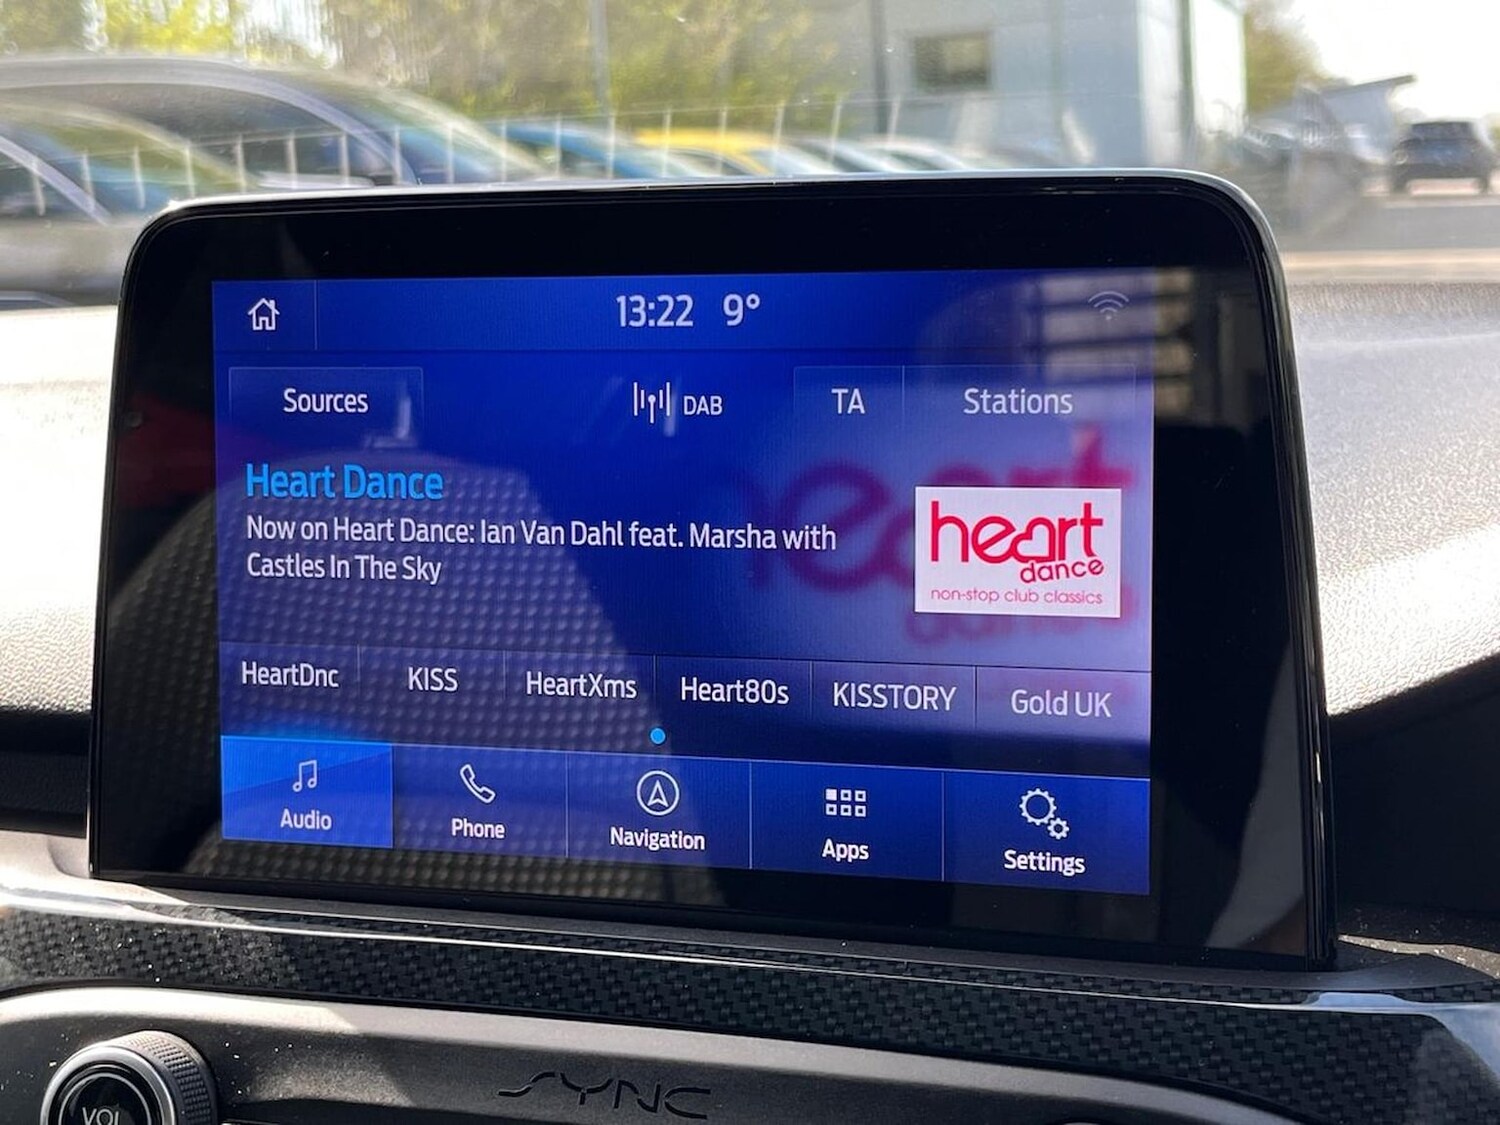 13:22 9°
Sources
DAB
TA
Stations
Heart Dance
Now on Heart Dance: Ian Van Dahl feat. Marsha with
Castles In The Sky
heart
dance
non-stop club classics
HeartDnc
KISS
HeartXms
Heart80s
KISSTORY
Gold UK
Audio
Phone
Navigation
Apps
Settings
SYNC
VOL